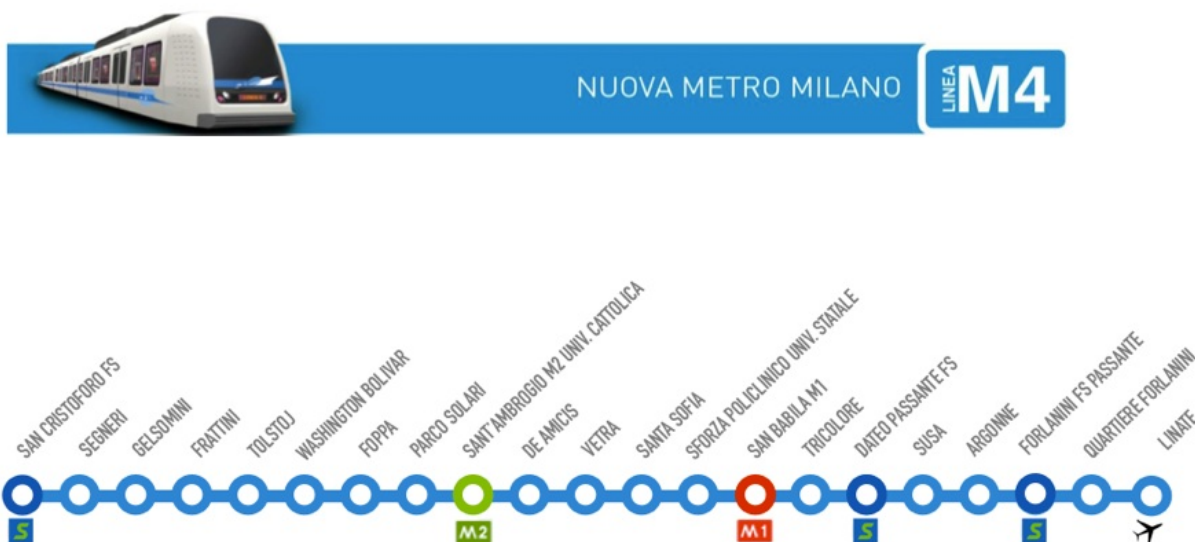 NUOVA METRO MILANO
LINEA M4
SAN CRISTOFORO FS
SEGNERI
GELSOMINI
FRATTINI
TOLSTOJ
WASHINGTON BOLIVAR
FOPPA
PARCO SOLARI
SANT'AMBROGIO M2 UNIV. CATTOLICA
DE AMICIS
VETRA
SANTA SOFIA
SFORZA POLICLINICO UNIV. STATALE
SAN BABILA M1
TRICOLORE
DATEO PASSANTE FS
SUSA
ARGONNE
FORLANINI FS PASSANTE
QUARTIERE FORLANINI
LINATE
S
M2
M1
S
S